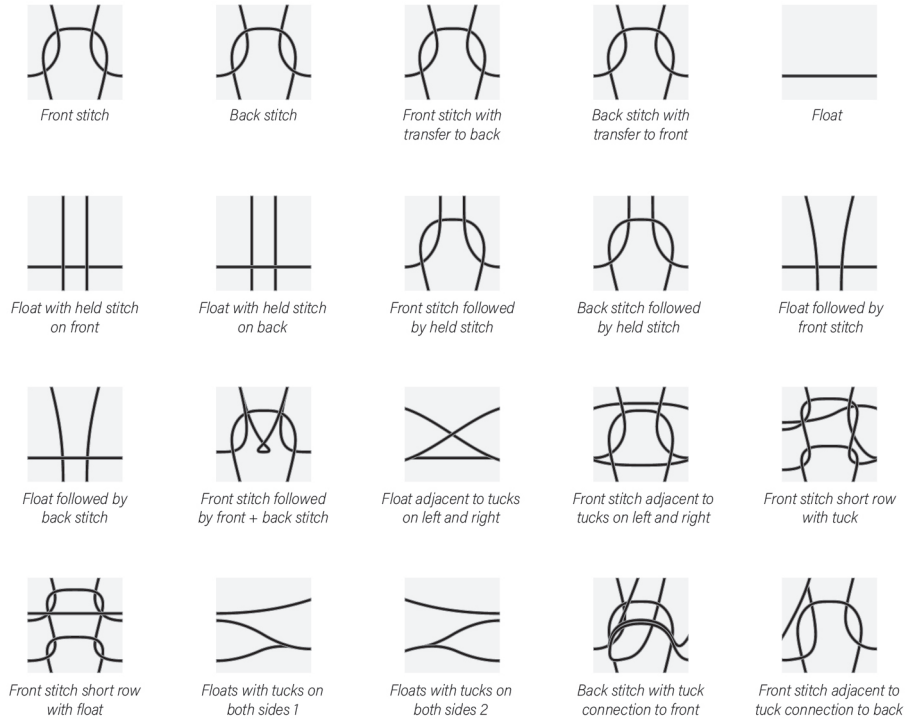 Front stitch
Back stitch
Front stitch with
transfer to back
Back stitch with
transfer to front
Float
Float with held stitch
on front
Float with held stitch
on back
Front stitch followed
by held stitch
Back stitch followed
by held stitch
Float followed by
front stitch
Float followed by
back stitch
Front stitch followed
by front + back stitch
Float adjacent to tucks
on left and right
Front stitch adjacent to
tucks on left and right
Front stitch short row
with tuck
Front stitch short row
with float
Floats with tucks on
both sides 1
Floats with tucks on
both sides 2
Back stitch with tuck
connection to front
Front stitch adjacent to
tuck connection to back